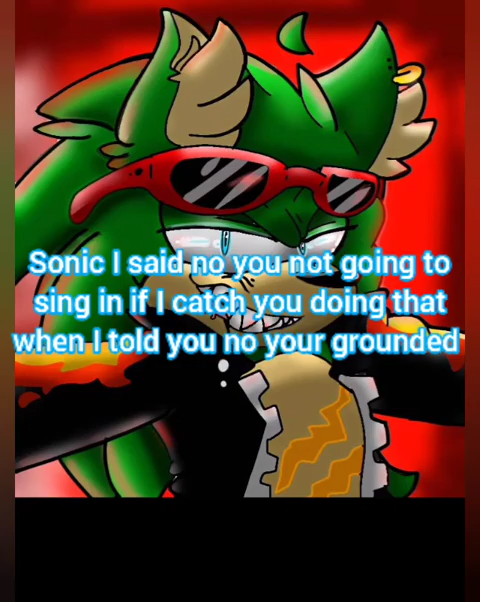 Sonic I said no you not going to
sing in if I catch you doing that
when I told you no your grounded